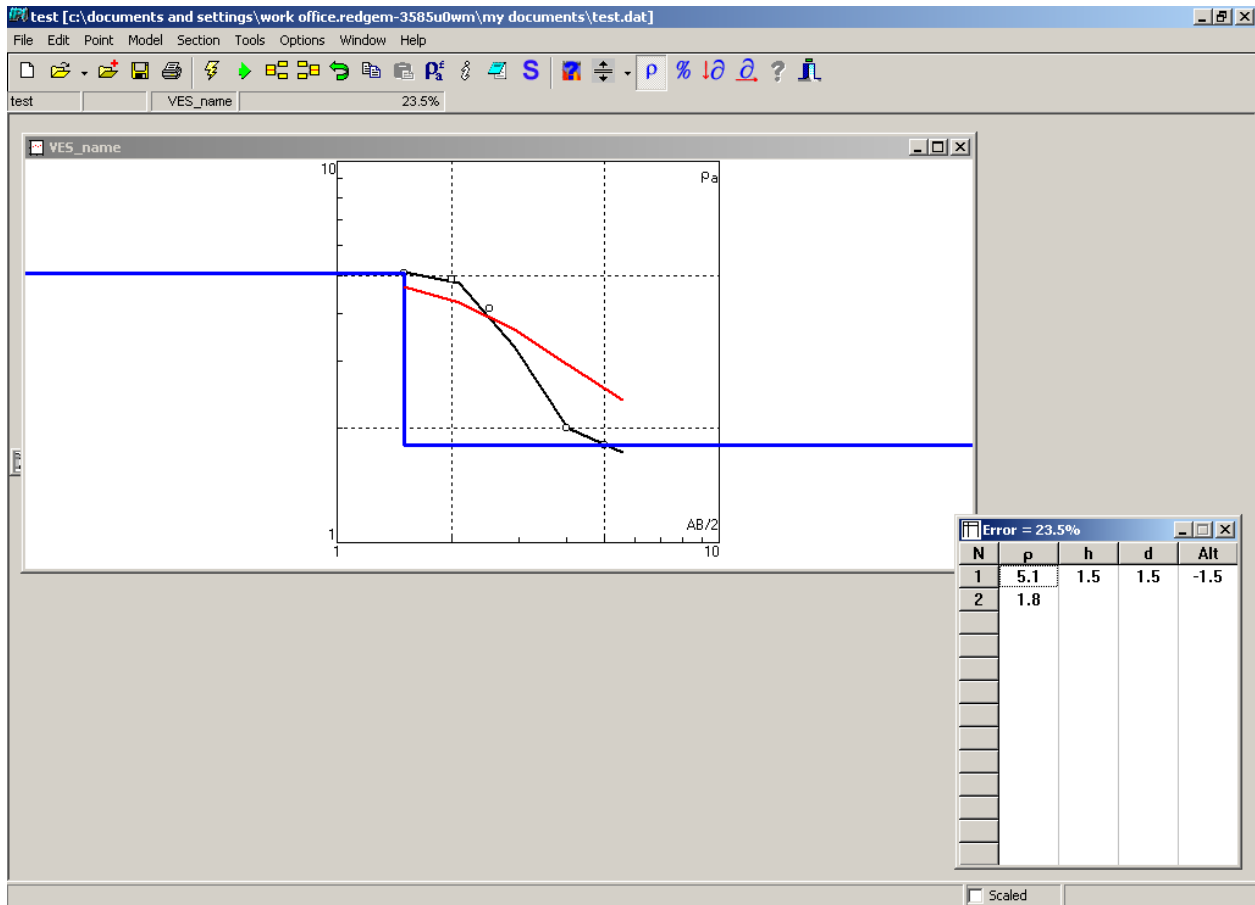 test [c:\documents and settings\work office.redgem-3585u0wm\my documents\test.dat]
File Edit Point Model Section Tools Options Window Help
S ρ % ?
test VES_name 23.5%
VES_name
10 ρa
1 AB/2
1 10
Error = 23.5%
N ρ h d Alt
1 5.1 1.5 1.5 -1.5
2 1.8
Scaled